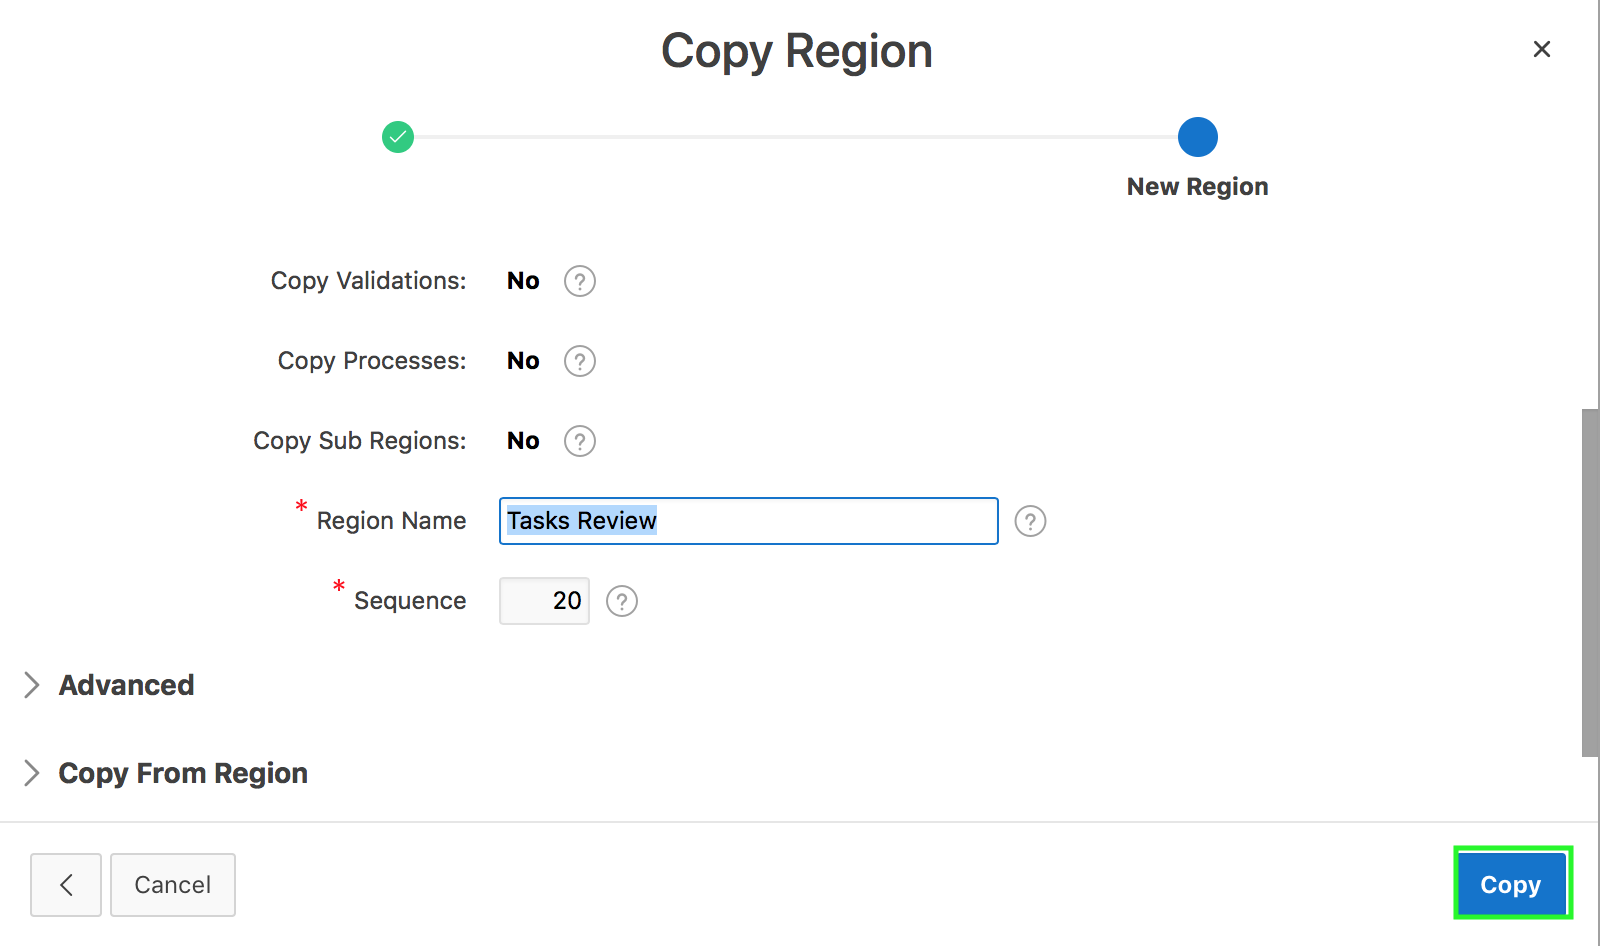 Copy Region
New Region
Copy Validations: No ?
Copy Processes: No ?
Copy Sub Regions: No ?
* Region Name Tasks Review ?
* Sequence 20 ?
Advanced
Copy From Region
Cancel Copy